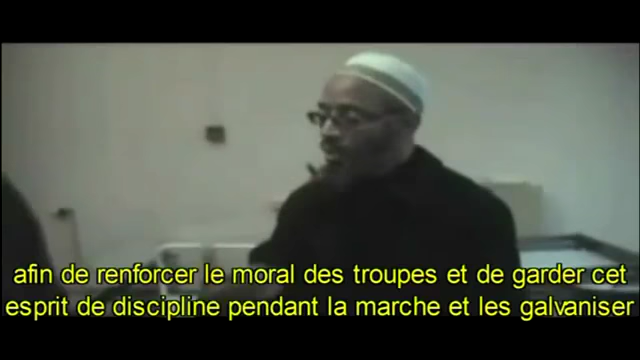 afin de renforcer le moral des troupes et de garder cet
esprit de discipline pendant la marche et les galvaniser